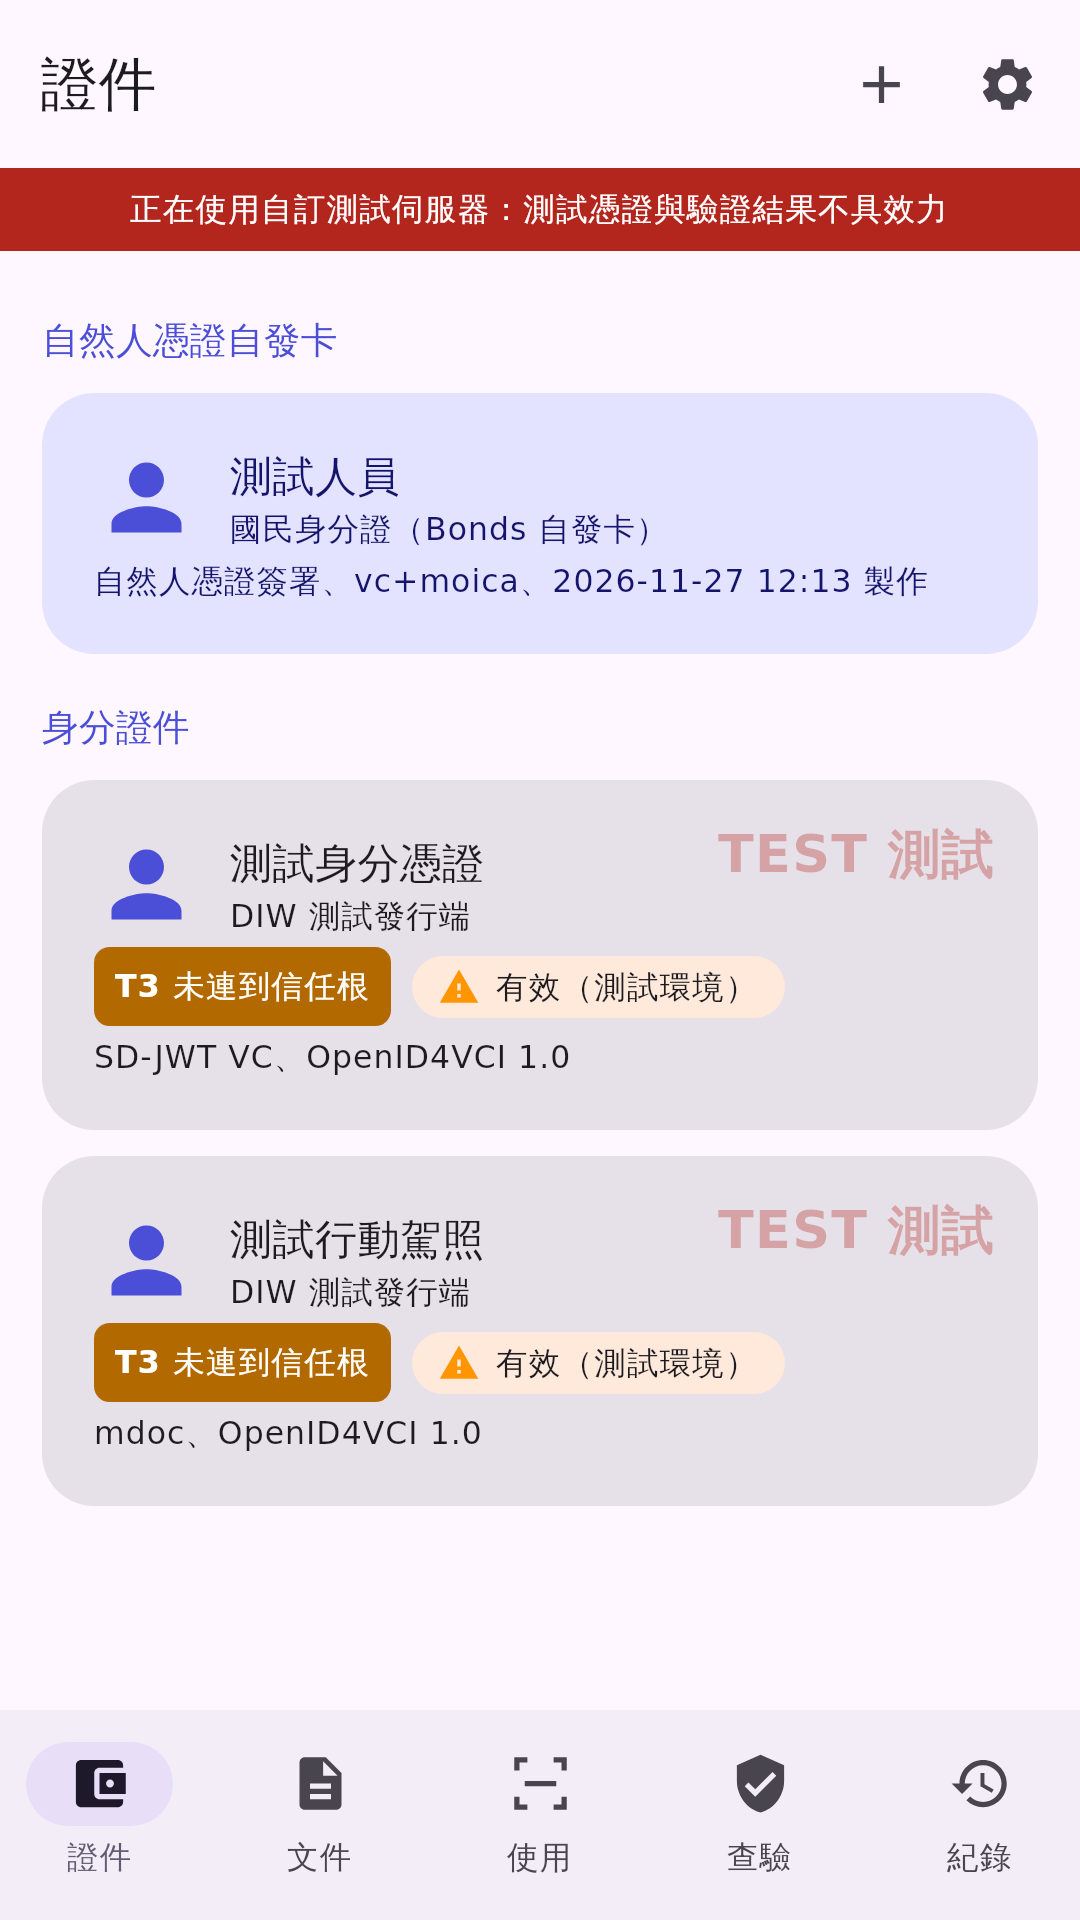 證件
正在使用自訂測試伺服器：測試憑證與驗證結果不具效力
自然人憑證自發卡
測試人員
國民身分證（Bonds 自發卡）
自然人憑證簽署、vc+moica、2026-11-27 12:13 製作
身分證件
TEST 測試
測試身分憑證
DIW 測試發行端
T3 未連到信任根
有效（測試環境）
SD-JWT VC、OpenID4VCI 1.0
TEST 測試
測試行動駕照
DIW 測試發行端
T3 未連到信任根
有效（測試環境）
mdoc、OpenID4VCI 1.0
證件
文件
使用
查驗
紀錄